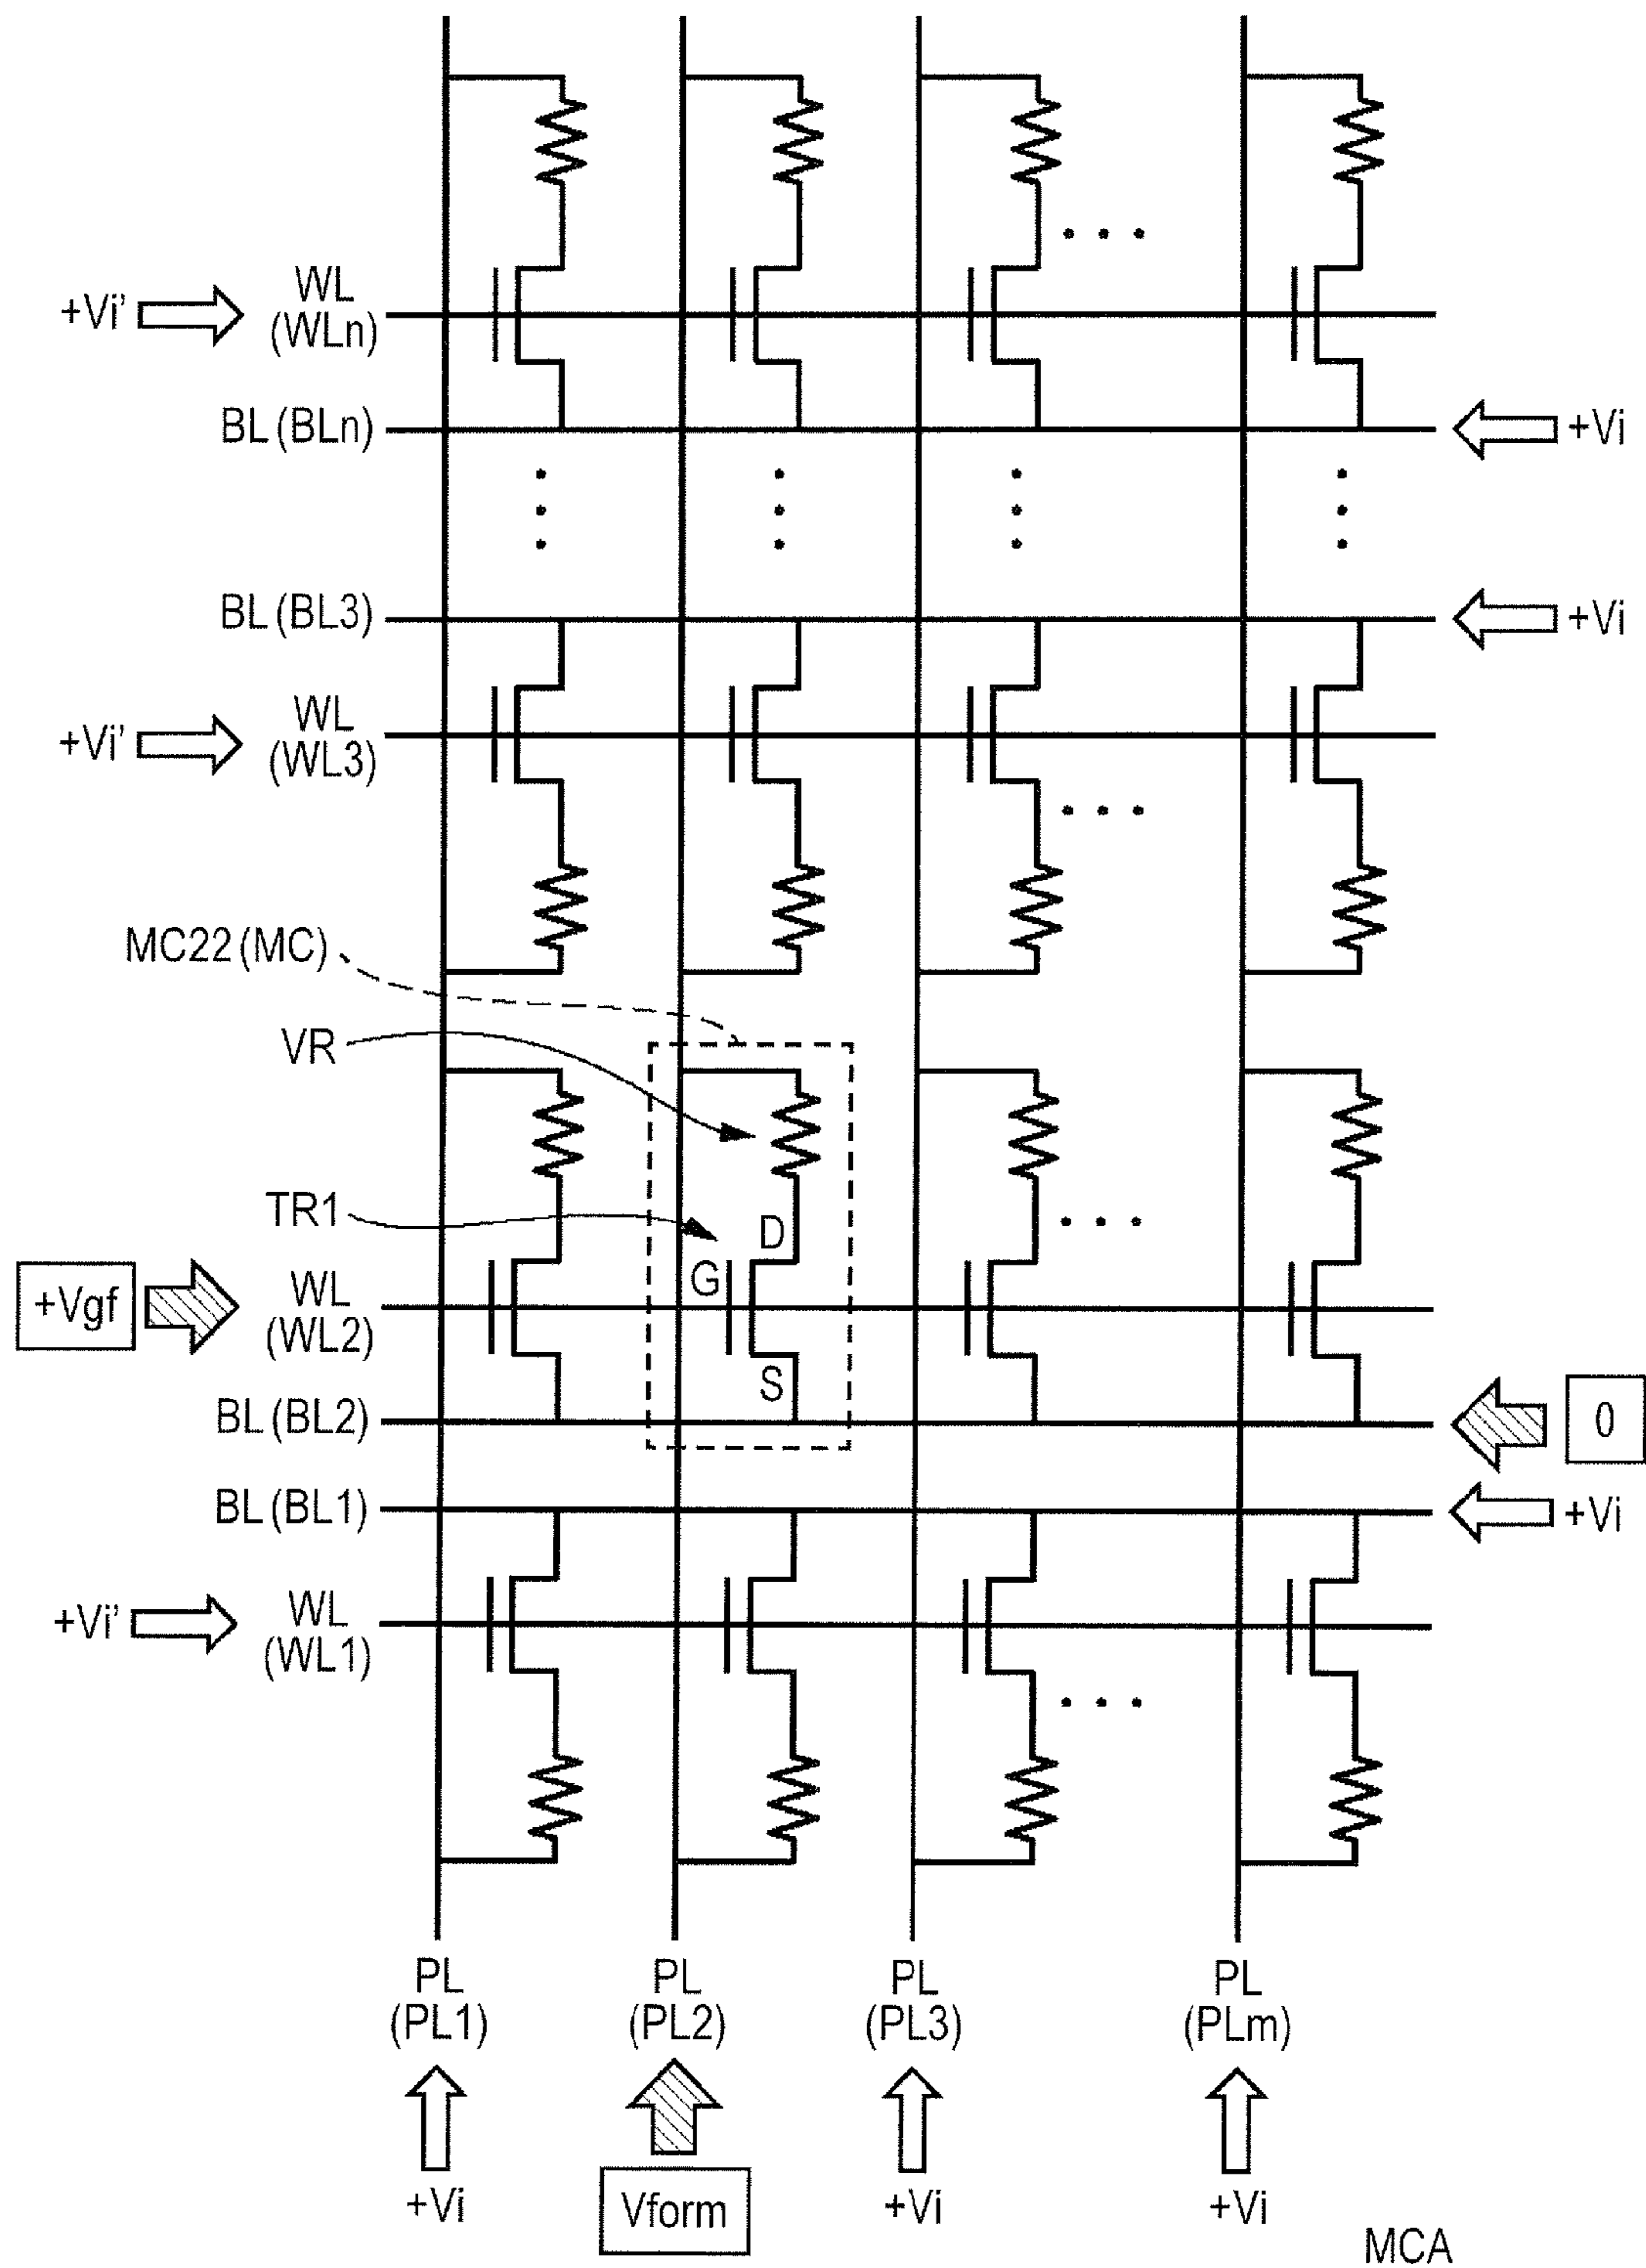 +Vi’
WL
(WLn)
BL (BLn)
+Vi
BL (BL3)
+Vi
+Vi’
WL
(WL3)
MC22 (MC)
VR
TR1
D
G
+Vgf
WL
(WL2)
S
BL (BL2)
0
BL (BL1)
+Vi
+Vi’
WL
(WL1)
PL
(PL1)
PL
(PL2)
PL
(PL3)
PL
(PLm)
+Vi
Vform
+Vi
+Vi
MCA